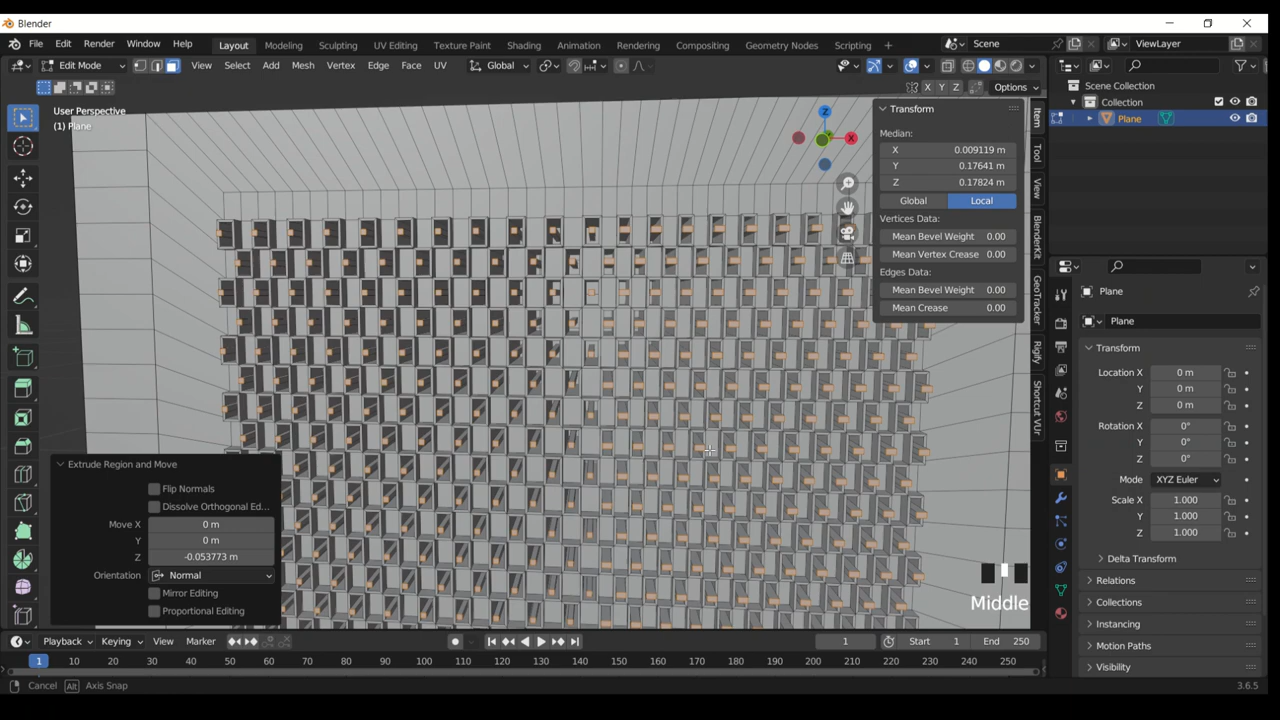 Blender
File Edit Render Window Help
Layout Modeling Sculpting UV Editing Texture Paint Shading Animation Rendering Compositing Geometry Nodes Scripting
Scene
ViewLayer
Edit Mode View Select Add Mesh Vertex Edge Face UV
Global
X Y Z Options
User Perspective
(1) Plane
Z
X
Transform
Median:
X 0.009119 m
Y 0.17641 m
Z 0.17824 m
Global Local
Vertices Data:
Mean Bevel Weight 0.00
Mean Vertex Crease 0.00
Edges Data:
Mean Bevel Weight 0.00
Mean Crease 0.00
Item
Tool
View
BlenderKit
GeoTracker
Rigify
Shortcut VUr
Scene Collection
Collection
Plane
Plane
Plane
Transform
Location X 0 m
Y 0 m
Z 0 m
Rotation X 0°
Y 0°
Z 0°
Mode XYZ Euler
Scale X 1.000
Y 1.000
Z 1.000
Delta Transform
Relations
Collections
Instancing
Motion Paths
Visibility
Extrude Region and Move
Flip Normals
Dissolve Orthogonal Ed...
Move X 0 m
Y 0 m
Z -0.053773 m
Orientation Normal
Mirror Editing
Proportional Editing
Middle
Playback Keying View Marker
1 Start 1 End 250
1 10 20 30 40 50 60 70 80 90 100 110 120 130 140 150 160 170 180 190 200 210 220 230 240 250
Cancel Alt Axis Snap
3.6.5